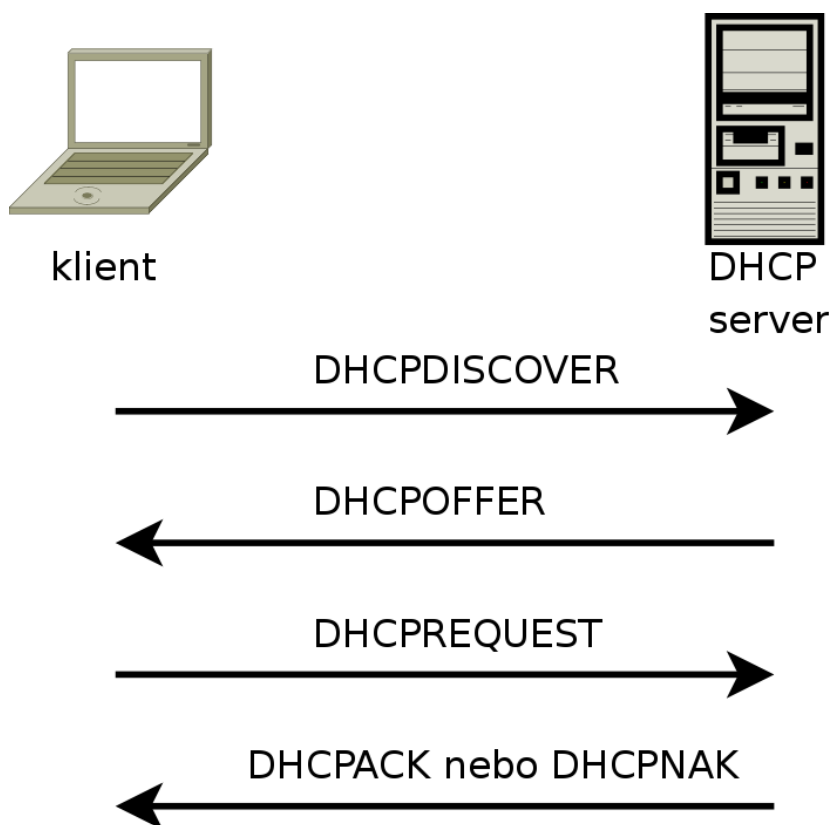 klient
DHCP
server
DHCPDISCOVER
DHCPOFFER
DHCPREQUEST
DHCPACK nebo DHCPNAK